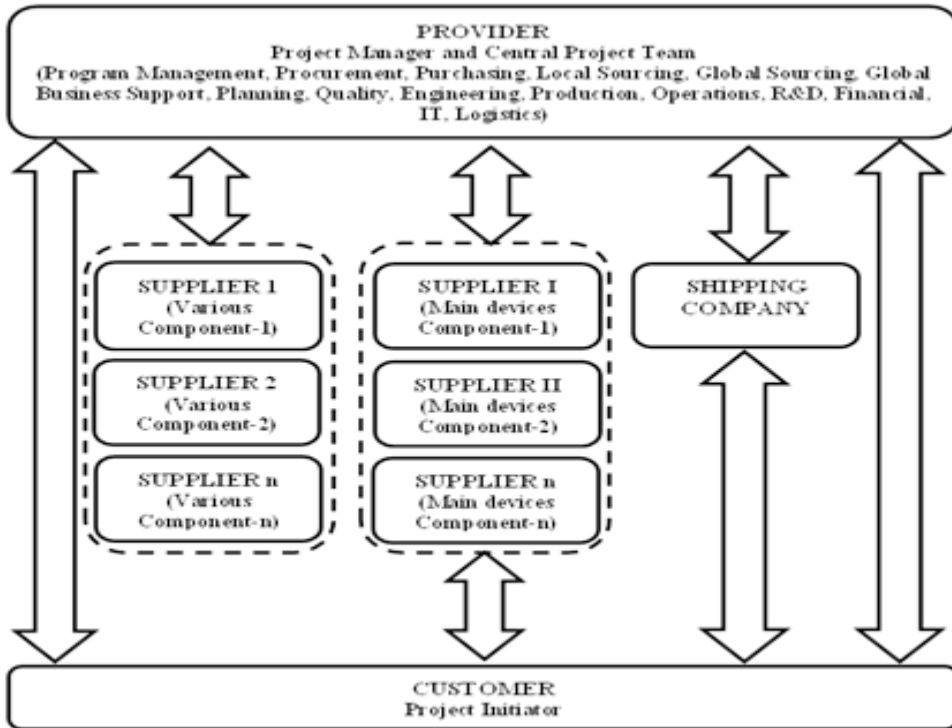 PROVIDER
Project Manager and Central Project Team
(Program Management, Procurement, Purchasing, Local Sourcing, Global Sourcing, Global
Business Support, Planning, Quality, Engineering, Production, Operations, R&D, Financial,
IT, Logistics)
SUPPLIER 1
(Various
Component-1)
SUPPLIER 2
(Various
Component-2)
SUPPLIER n
(Various
Component-n)
SUPPLIER I
(Main devices
Component-1)
SUPPLIER II
(Main devices
Component-2)
SUPPLIER n
(Main devices
Component-n)
SHIPPING
COMPANY
CUSTOMER
Project Initiator